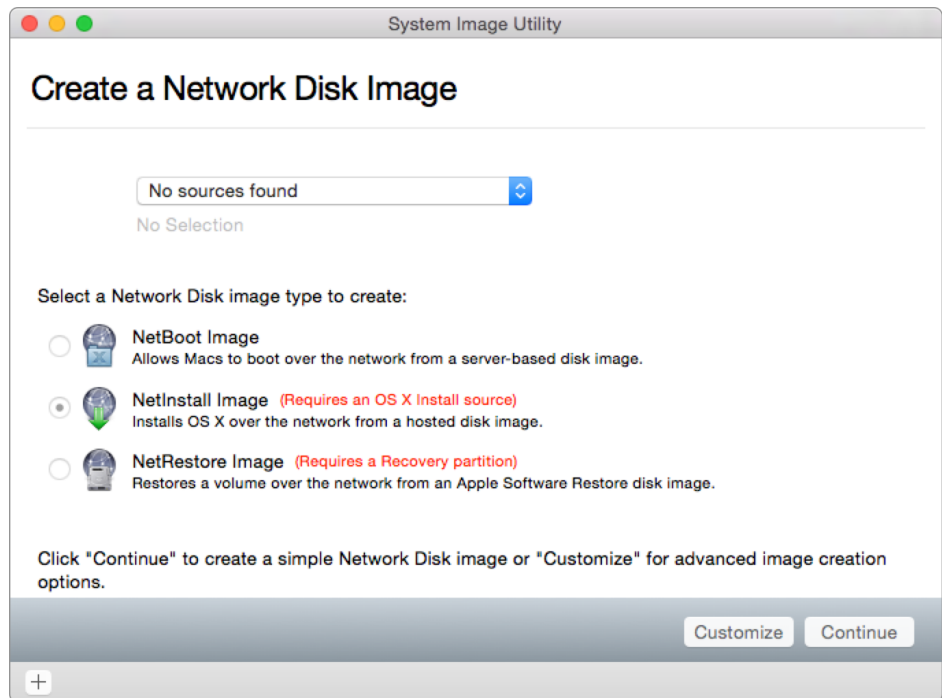 System Image Utility
Create a Network Disk Image
No sources found
No Selection
Select a Network Disk image type to create:
NetBoot Image
Allows Macs to boot over the network from a server-based disk image.
NetInstall Image (Requires an OS X Install source)
Installs OS X over the network from a hosted disk image.
NetRestore Image (Requires a Recovery partition)
Restores a volume over the network from an Apple Software Restore disk image.
Click "Continue" to create a simple Network Disk image or "Customize" for advanced image creation
options.
Customize Continue